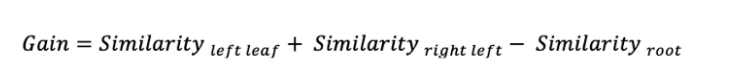 Gain = Similarity left leaf + Similarity right left − Similarity root